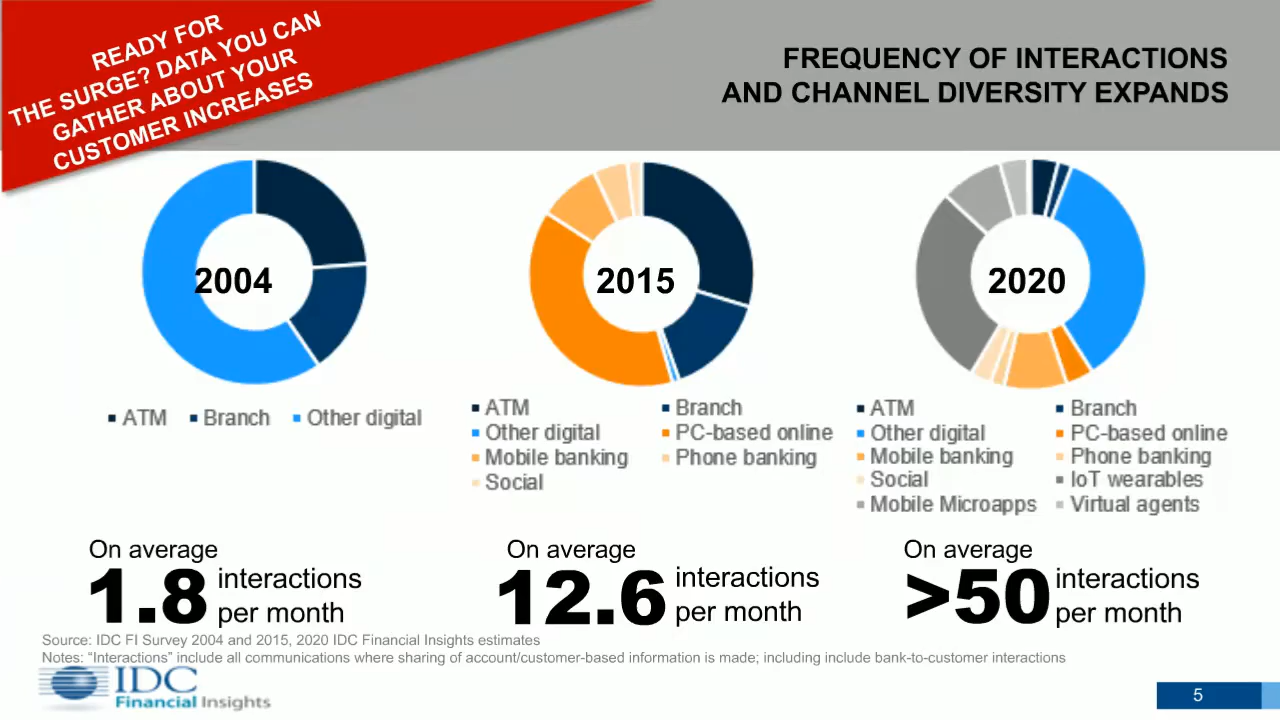 READY FOR
THE SURGE? DATA YOU CAN
GATHER ABOUT YOUR
CUSTOMER INCREASES
FREQUENCY OF INTERACTIONS
AND CHANNEL DIVERSITY EXPANDS
2004
ATM Branch Other digital
2015
ATM Branch
Other digital PC-based online
Mobile banking Phone banking
Social
2020
ATM Branch
Other digital PC-based online
Mobile banking Phone banking
Social IoT wearables
Mobile Microapps Virtual agents
On average
1.8 interactions
per month
On average
12.6 interactions
per month
On average
>50 interactions
per month
Source: IDC FI Survey 2004 and 2015, 2020 IDC Financial Insights estimates
Notes: “Interactions” include all communications where sharing of account/customer-based information is made; including include bank-to-customer interactions
IDC
Financial Insights
5